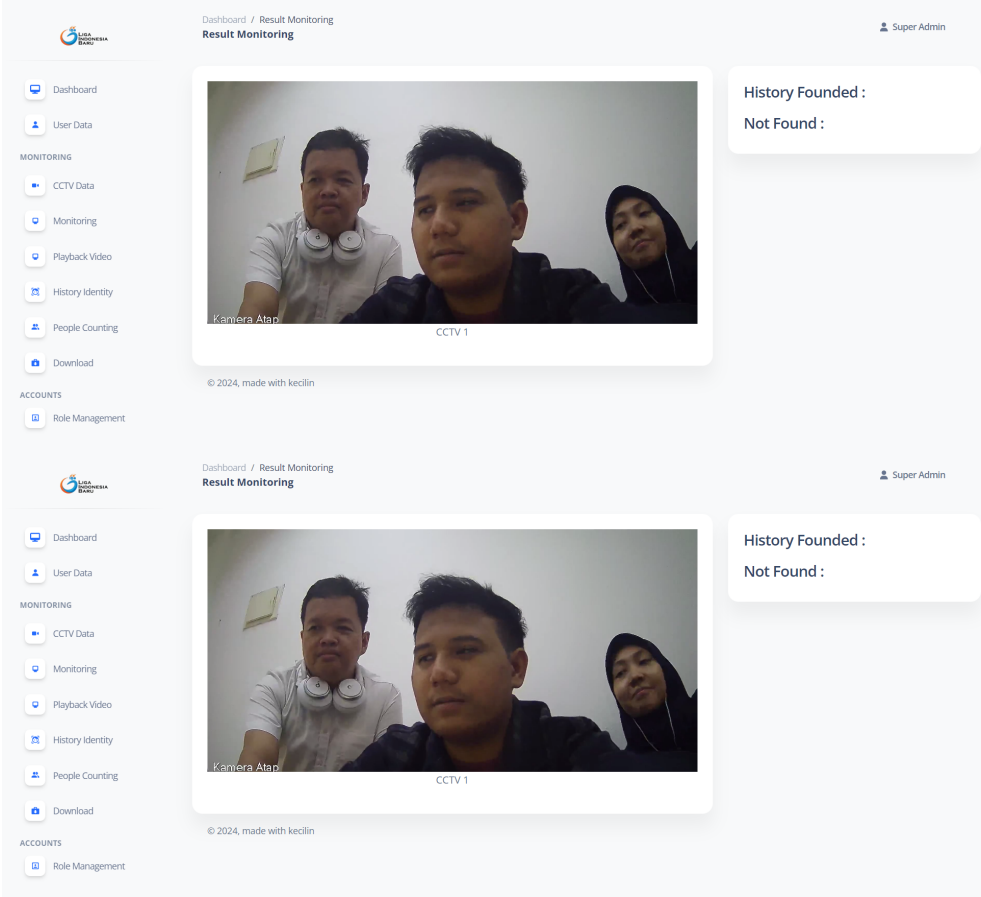 Dashboard / Result Monitoring
Result Monitoring
Super Admin
LIGA
INDONESIA
BARU
Dashboard
User Data
MONITORING
CCTV Data
Monitoring
Playback Video
History Identity
People Counting
Download
ACCOUNTS
Role Management
Kamera Atap
CCTV 1
© 2024, made with kecilin
History Founded :
Not Found :
Dashboard / Result Monitoring
Result Monitoring
Super Admin
LIGA
INDONESIA
BARU
Dashboard
User Data
MONITORING
CCTV Data
Monitoring
Playback Video
History Identity
People Counting
Download
ACCOUNTS
Role Management
Kamera Atap
CCTV 1
© 2024, made with kecilin
History Founded :
Not Found :